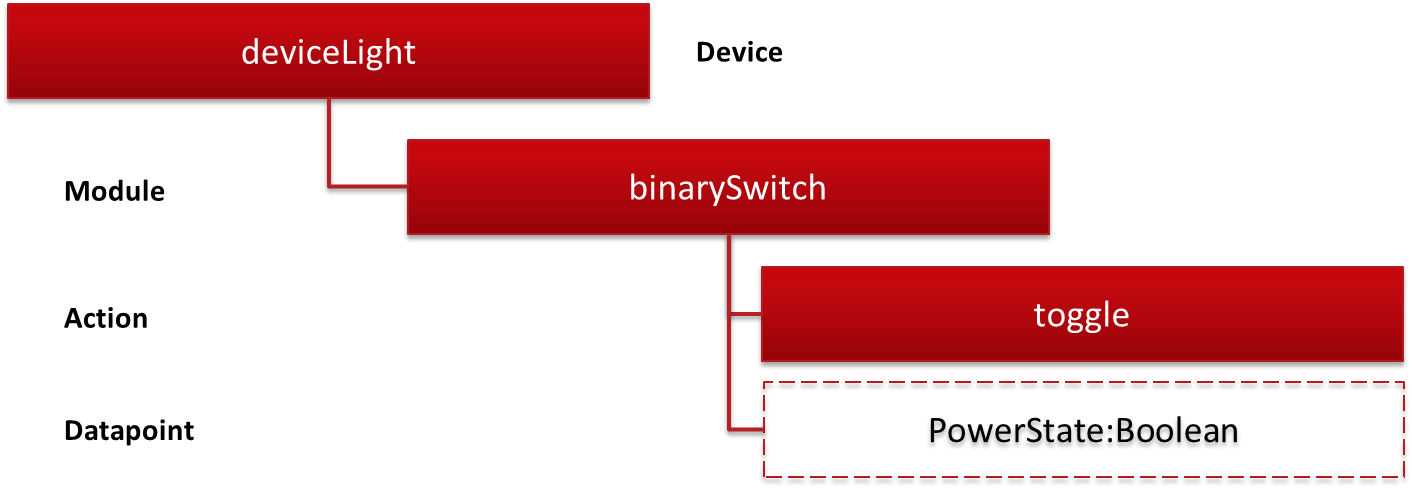 deviceLight
Device
Module
binarySwitch
Action
toggle
Datapoint
PowerState:Boolean